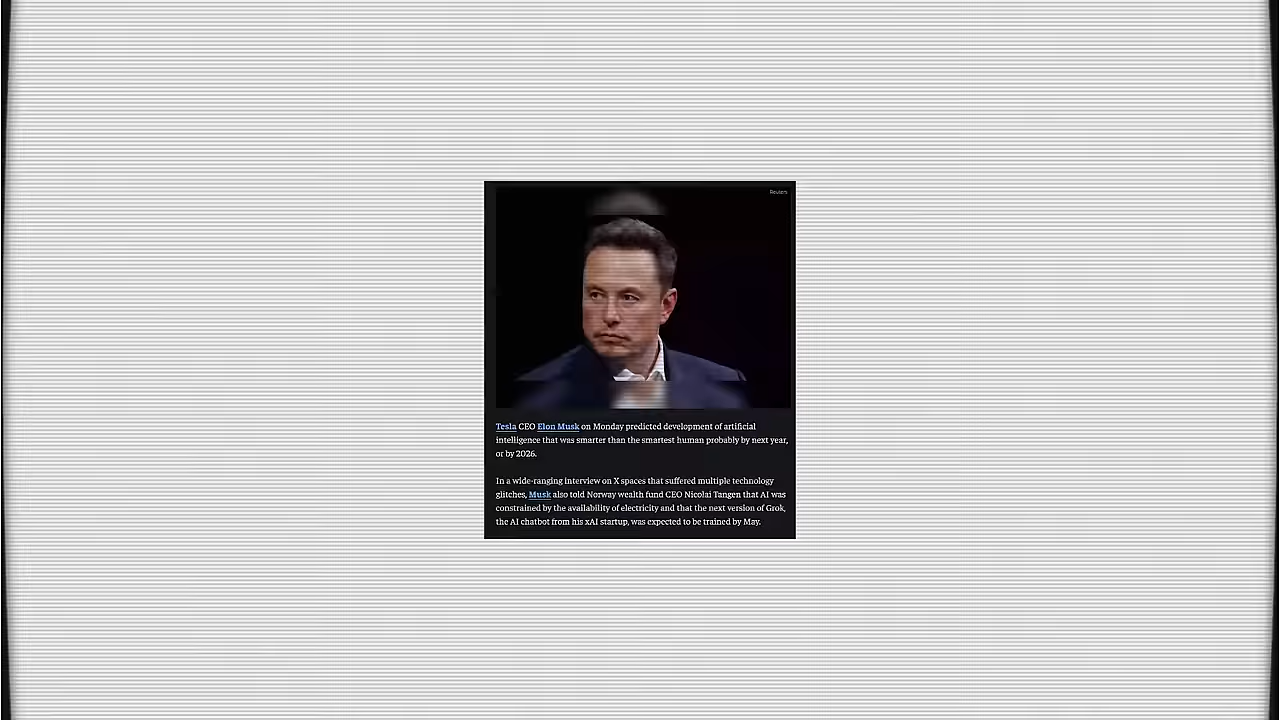 Reuters
Tesla CEO Elon Musk on Monday predicted development of artificial
intelligence that was smarter than the smartest human probably by next year,
or by 2026.
In a wide-ranging interview on X spaces that suffered multiple technology
glitches, Musk also told Norway wealth fund CEO Nicolai Tangen that AI was
constrained by the availability of electricity and that the next version of Grok,
the AI chatbot from his xAI startup, was expected to be trained by May.